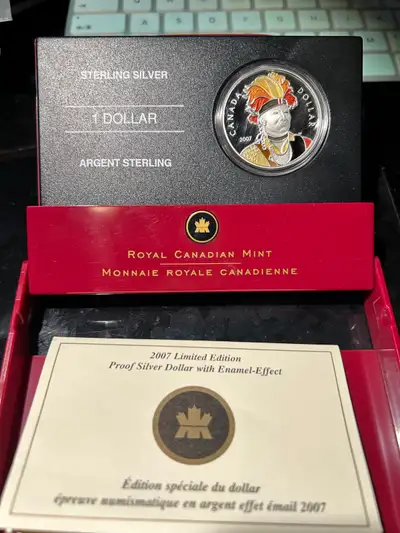 STERLING SILVER
1 DOLLAR
ARGENT STERLING
CANADA DOLLAR
2007
ROYAL CANADIAN MINT
MONNAIE ROYALE CANADIENNE
2007 Limited Edition
Proof Silver Dollar with Enamel-Effect
Édition spéciale du dollar
épreuve numismatique en argent effet émail 2007